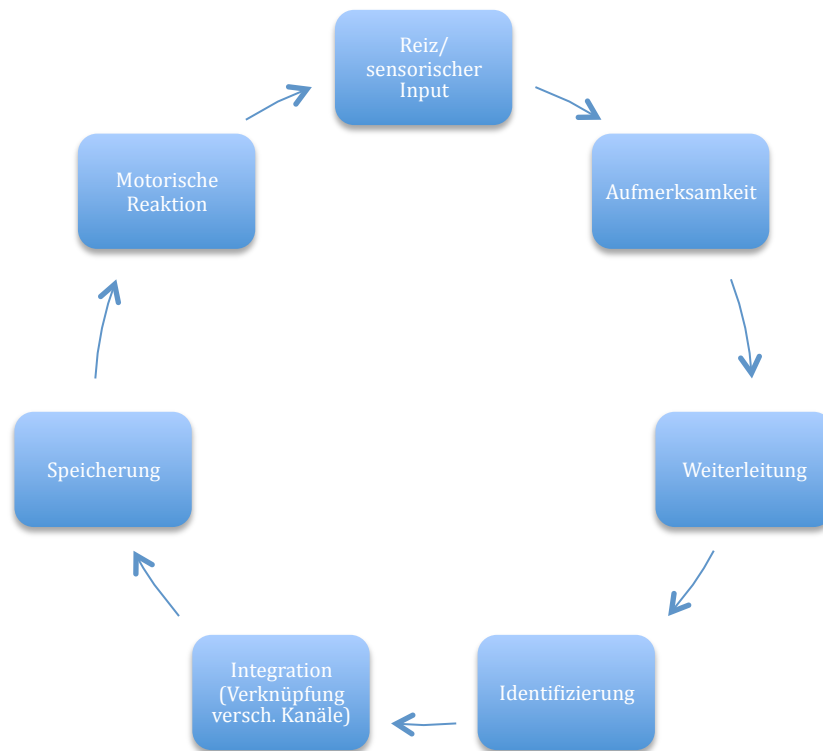 Reiz/
sensorischer
Input
Aufmerksamkeit
Weiterleitung
Identifizierung
Integration
(Verknüpfung
versch. Kanäle)
Speicherung
Motorische
Reaktion